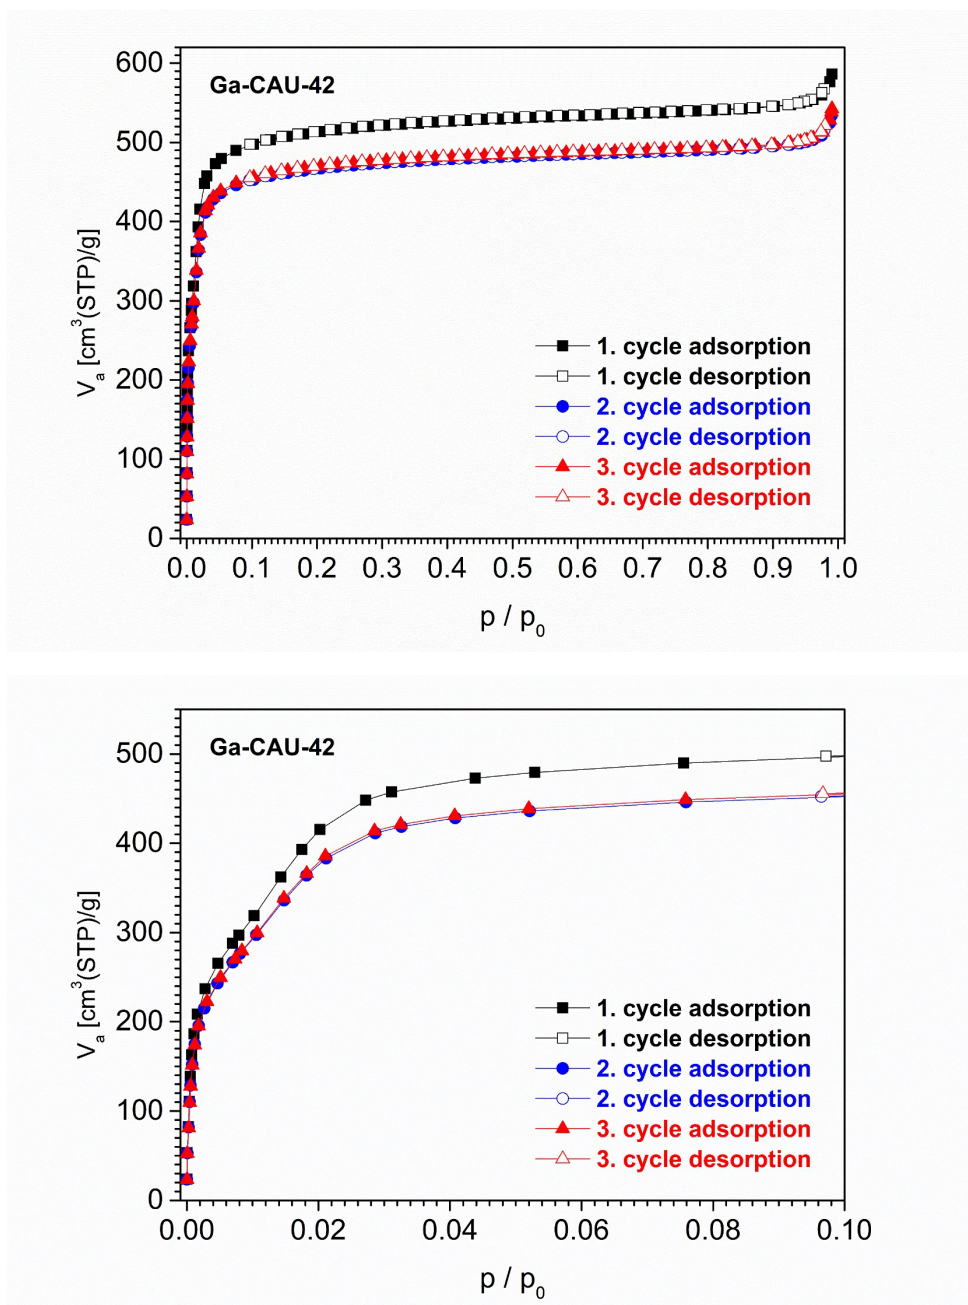 Ga-CAU-42
600
500
400
300
200
100
0
V_a [cm³(STP)/g]
1. cycle adsorption
1. cycle desorption
2. cycle adsorption
2. cycle desorption
3. cycle adsorption
3. cycle desorption
0.0 0.1 0.2 0.3 0.4 0.5 0.6 0.7 0.8 0.9 1.0
p / p₀
Ga-CAU-42
500
400
300
200
100
0
V_a [cm³(STP)/g]
1. cycle adsorption
1. cycle desorption
2. cycle adsorption
2. cycle desorption
3. cycle adsorption
3. cycle desorption
0.00 0.02 0.04 0.06 0.08 0.10
p / p₀